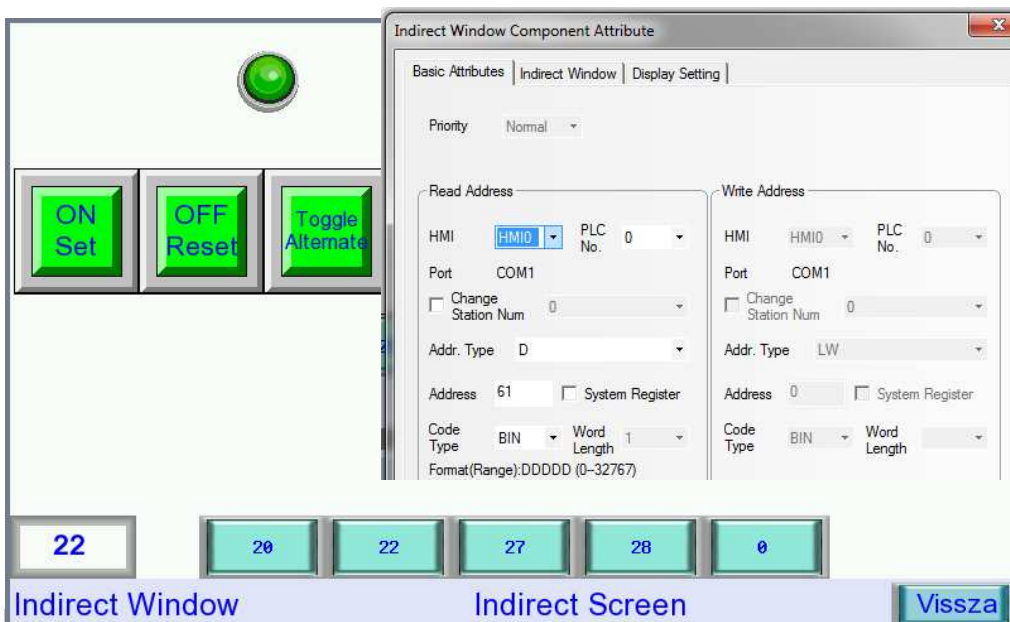 Indirect Window Component Attribute
Basic Attributes Indirect Window Display Setting
Priority Normal
Read Address
HMI HMI0 PLC No. 0
Port COM1
Change Station Num 0
Addr. Type D
Address 61 System Register
Code Type BIN Word Length 1
Format(Range):DDDDD (0--32767)
Write Address
HMI HMI0 PLC No. 0
Port COM1
Change Station Num 0
Addr. Type LW
Address 0 System Register
Code Type BIN Word Length
ON
Set
OFF
Reset
Toggle
Alternate
22
20 22 27 28 0
Indirect Window Indirect Screen Vissza